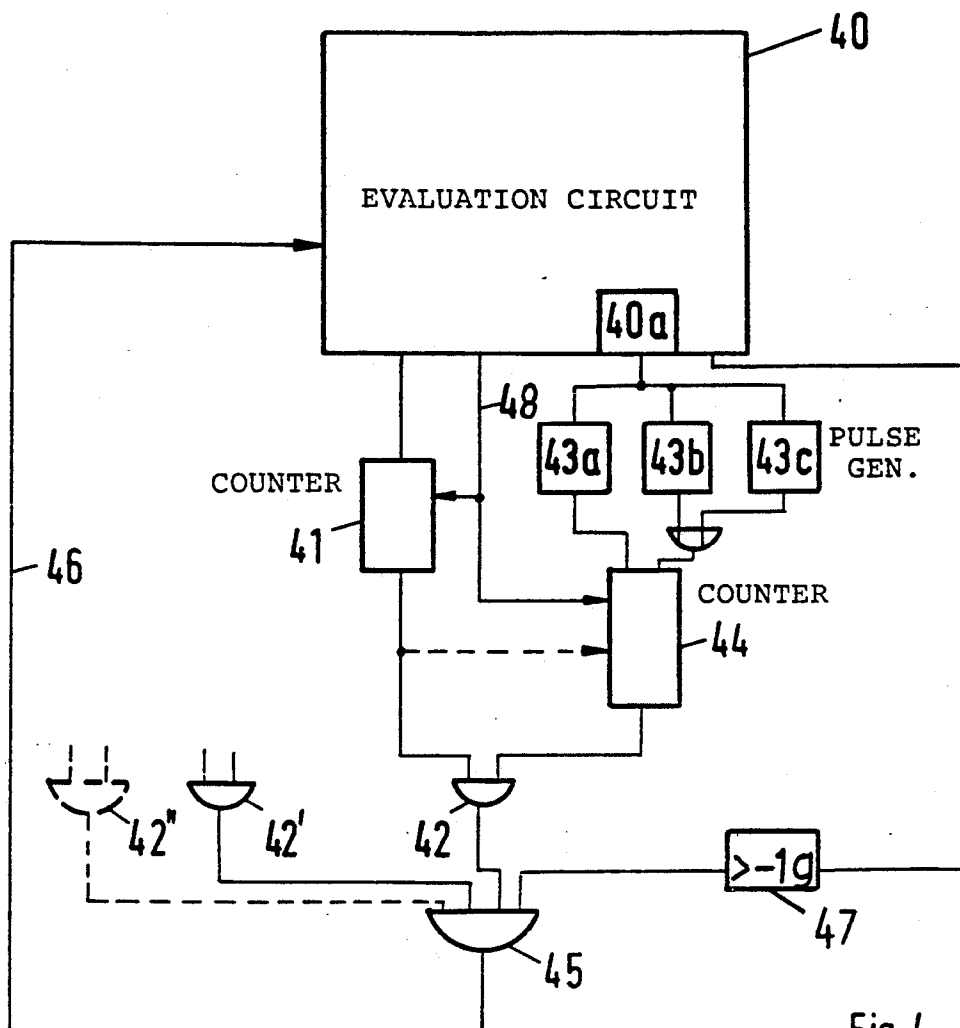 40
EVALUATION CIRCUIT
40a
48
43a
43b
43c
PULSE
GEN.
COUNTER
41
46
COUNTER
44
42"
42'
42
>-1g
47
45